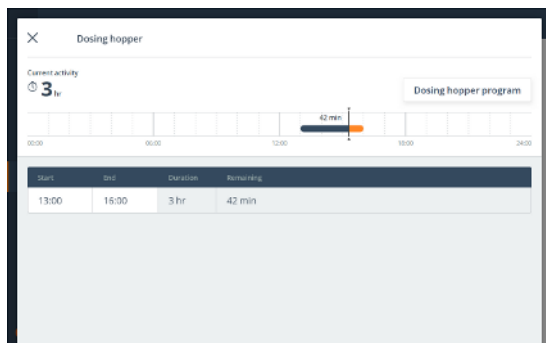 Dosing hopper
Current activity
3 hr
Dosing hopper program
42 min
00:00 06:00 12:00 18:00 24:00
Start End Duration Remaining
13:00 16:00 3 hr 42 min